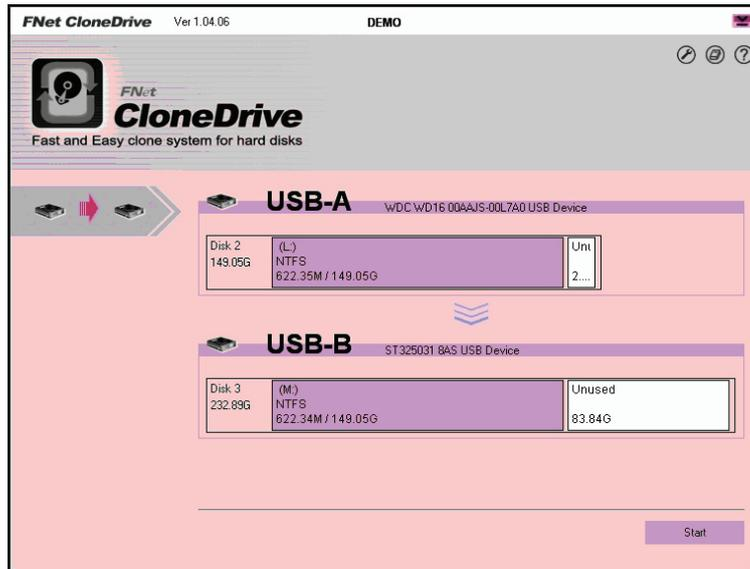 FNet CloneDrive Ver 1.04.06 DEMO
FNet
CloneDrive
Fast and Easy clone system for hard disks
USB-A WDC WD16 00AAJS-00L7A0 USB Device
Disk 2
149.05G
(L:)
NTFS
622.35M / 149.05G
Unu
2....
USB-B ST325031 8AS USB Device
Disk 3
232.89G
(M:)
NTFS
622.34M / 149.05G
Unused
83.84G
Start